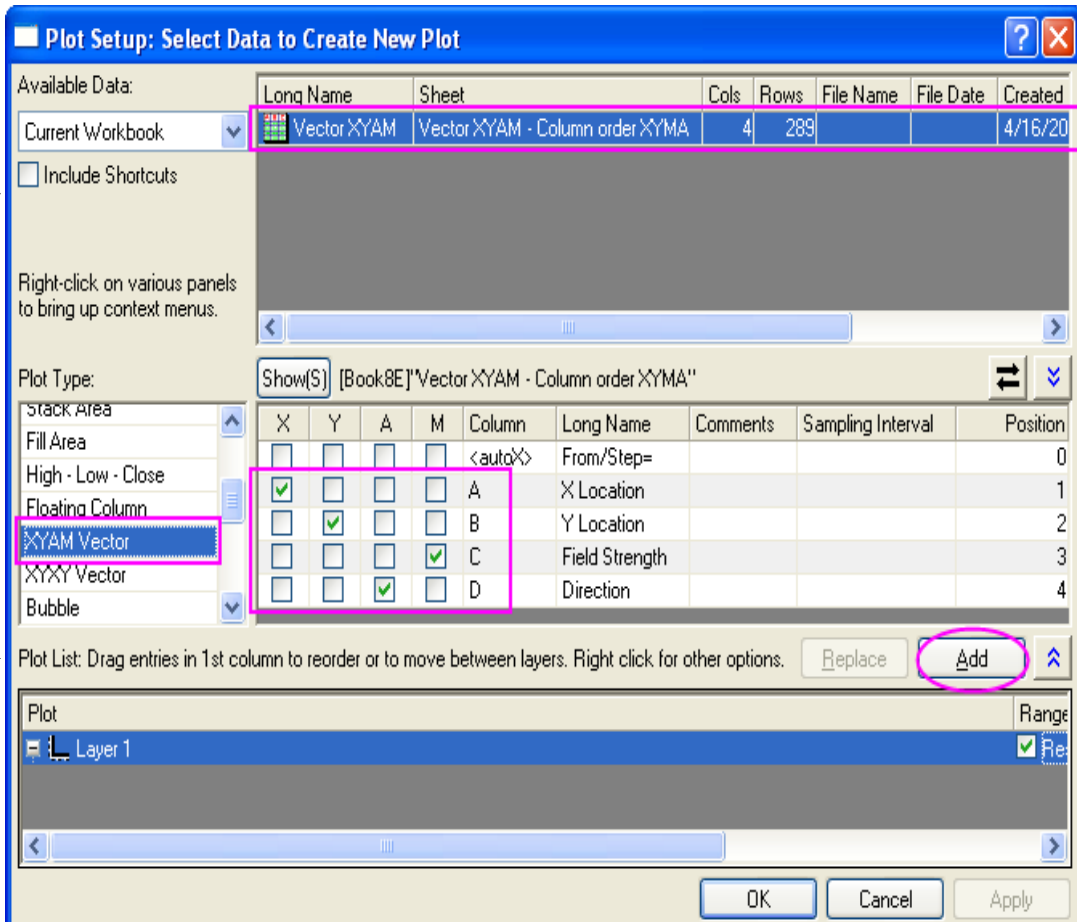 Plot Setup: Select Data to Create New Plot
Available Data:
Current Workbook
Include Shortcuts
Right-click on various panels
to bring up context menus.
Long Name Sheet Cols Rows File Name File Date Created
Vector XYAM Vector XYAM - Column order XYMA 4 289 4/16/20
Plot Type:
Stack Area
Fill Area
High - Low - Close
Floating Column
XYAM Vector
XYXY Vector
Bubble
Show(S) [Book8E]"Vector XYAM - Column order XYMA"
X Y A M Column Long Name Comments Sampling Interval Position
<autoX> From/Step= 0
A X Location 1
B Y Location 2
C Field Strength 3
D Direction 4
Plot List: Drag entries in 1st column to reorder or to move between layers. Right click for other options.
Replace Add
Plot Range
Layer 1 Re
OK Cancel Apply